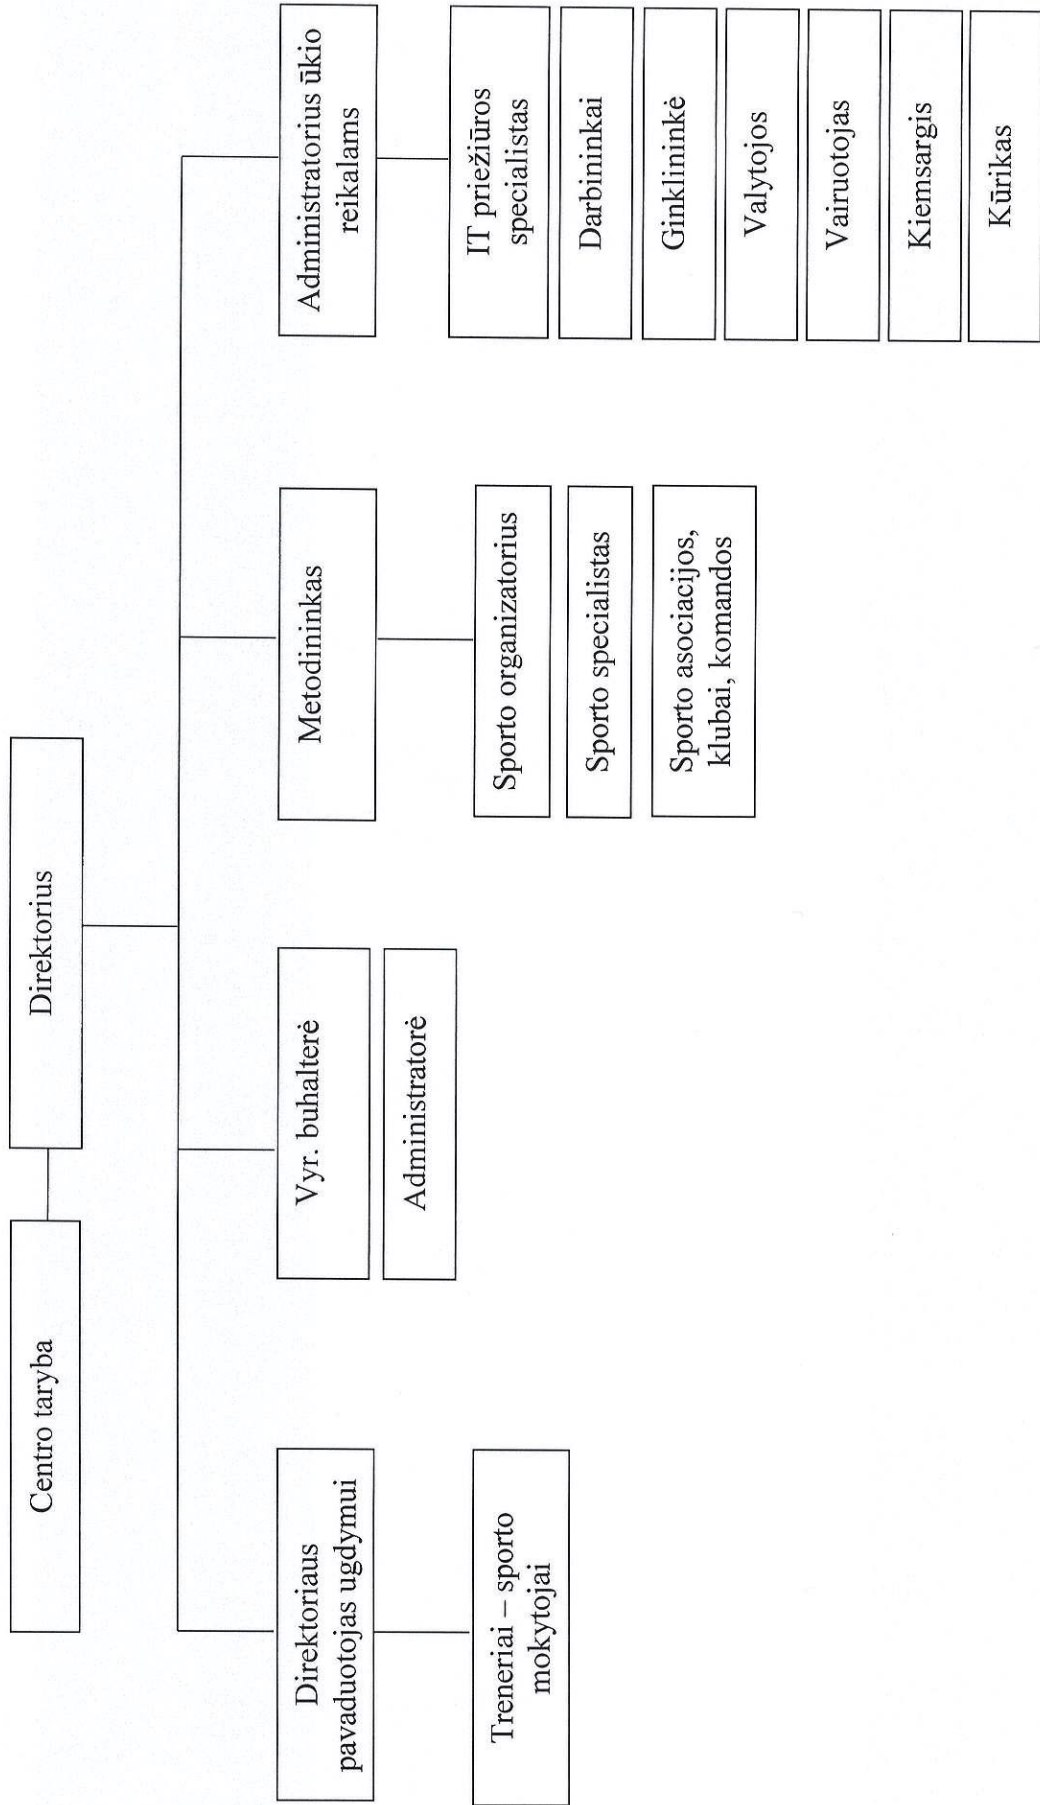 Centro taryba
Direktorius
Direktoriaus
pavaduotojas ugdymui
Treneriai – sporto
mokytojai
Vyr. buhalterė
Administratorė
Metodininkas
Sporto organizatorius
Sporto specialistas
Sporto asociacijos,
klubai, komandos
Administratorius ūkio
reikalams
IT priežiūros
specialistas
Darbininkai
Ginklininkė
Valytojos
Vairuotojas
Kiemsargis
Kūrikas